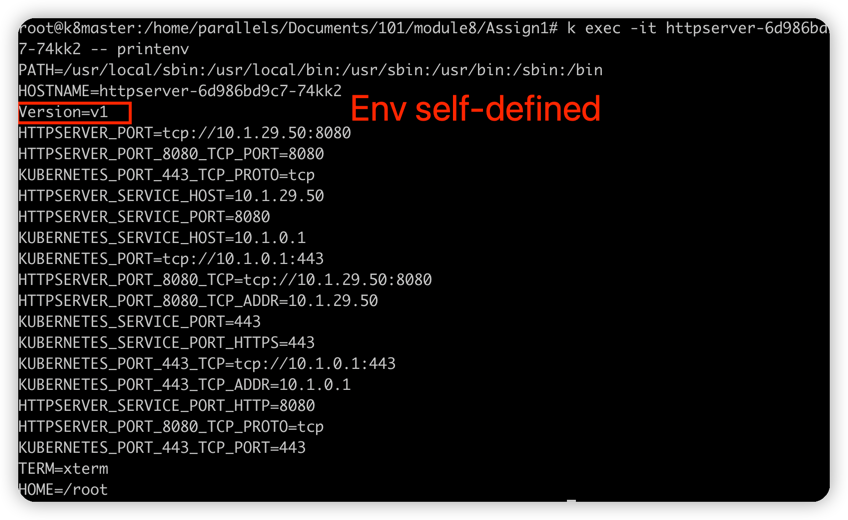 root@k8master:/home/parallels/Documents/101/module8/Assign1# k exec -it httpserver-6d986bd
7-74kk2 -- printenv
PATH=/usr/local/sbin:/usr/local/bin:/usr/sbin:/usr/bin:/sbin:/bin
HOSTNAME=httpserver-6d986bd9c7-74kk2
Version=v1
Env self-defined
HTTPSERVER_PORT=tcp://10.1.29.50:8080
HTTPSERVER_PORT_8080_TCP_PORT=8080
KUBERNETES_PORT_443_TCP_PROTO=tcp
HTTPSERVER_SERVICE_HOST=10.1.29.50
HTTPSERVER_SERVICE_PORT=8080
KUBERNETES_SERVICE_HOST=10.1.0.1
KUBERNETES_PORT=tcp://10.1.0.1:443
HTTPSERVER_PORT_8080_TCP=tcp://10.1.29.50:8080
HTTPSERVER_PORT_8080_TCP_ADDR=10.1.29.50
KUBERNETES_SERVICE_PORT=443
KUBERNETES_SERVICE_PORT_HTTPS=443
KUBERNETES_PORT_443_TCP=tcp://10.1.0.1:443
KUBERNETES_PORT_443_TCP_ADDR=10.1.0.1
HTTPSERVER_SERVICE_PORT_HTTP=8080
HTTPSERVER_PORT_8080_TCP_PROTO=tcp
KUBERNETES_PORT_443_TCP_PORT=443
TERM=xterm
HOME=/root